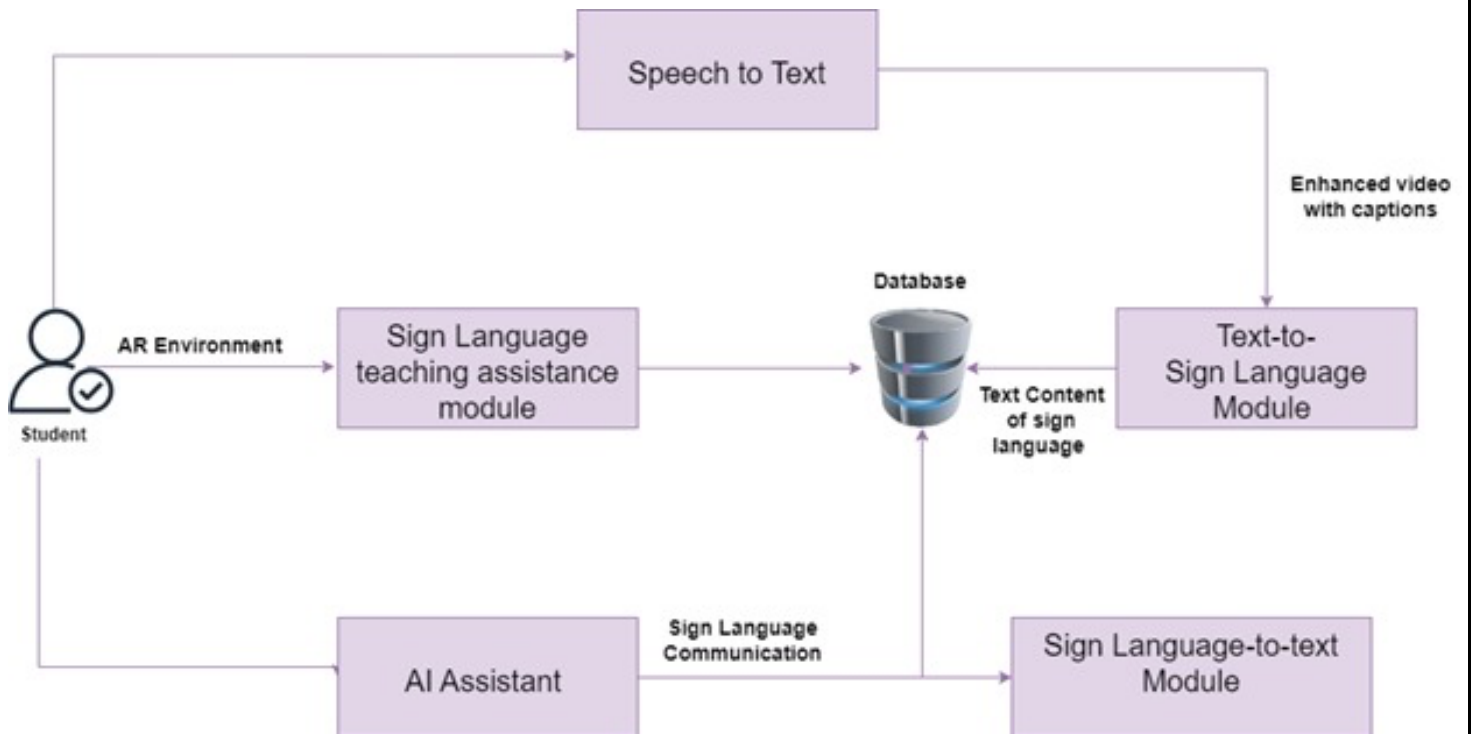 Speech to Text
Enhanced video
with captions
Database
AR Environment
Sign Language
teaching assistance
module
Text-to-
Sign Language
Module
Text Content
of sign
language
Student
Sign Language
Communication
AI Assistant
Sign Language-to-text
Module